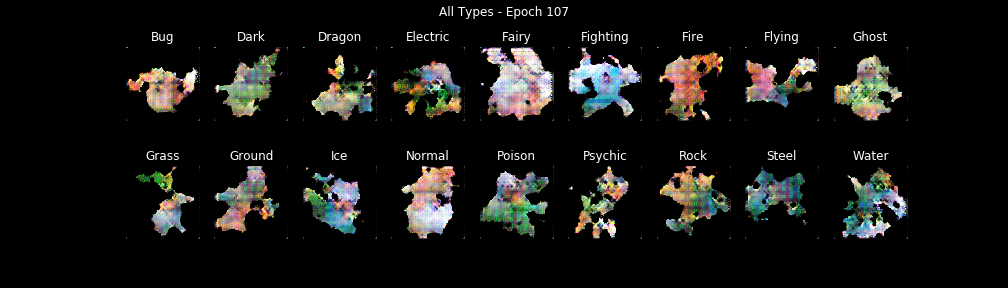 All Types - Epoch 107
Bug Dark Dragon Electric Fairy Fighting Fire Flying Ghost
Grass Ground Ice Normal Poison Psychic Rock Steel Water